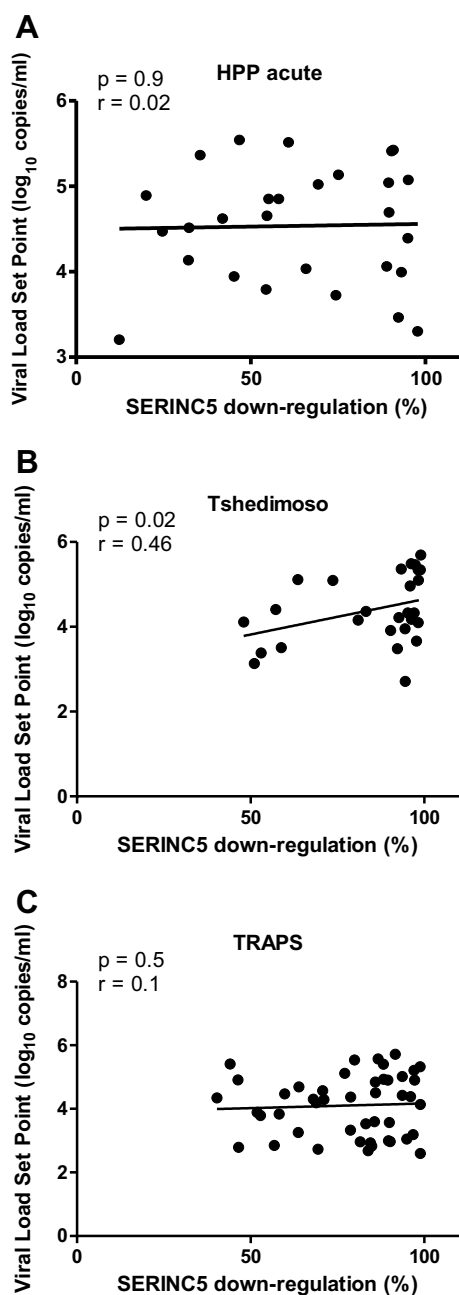 A
HPP acute
p = 0.9
r = 0.02
Viral Load Set Point (log10 copies/ml)
6
5
4
3
0 50 100
SERINC5 down-regulation (%)
B
Tshedimoso
p = 0.02
r = 0.46
Viral Load Set Point (log10 copies/ml)
6
4
2
0
0 50 100
SERINC5 down-regulation (%)
C
TRAPS
p = 0.5
r = 0.1
Viral Load Set Point (log10 copies/ml)
8
6
4
2
0
0 50 100
SERINC5 down-regulation (%)